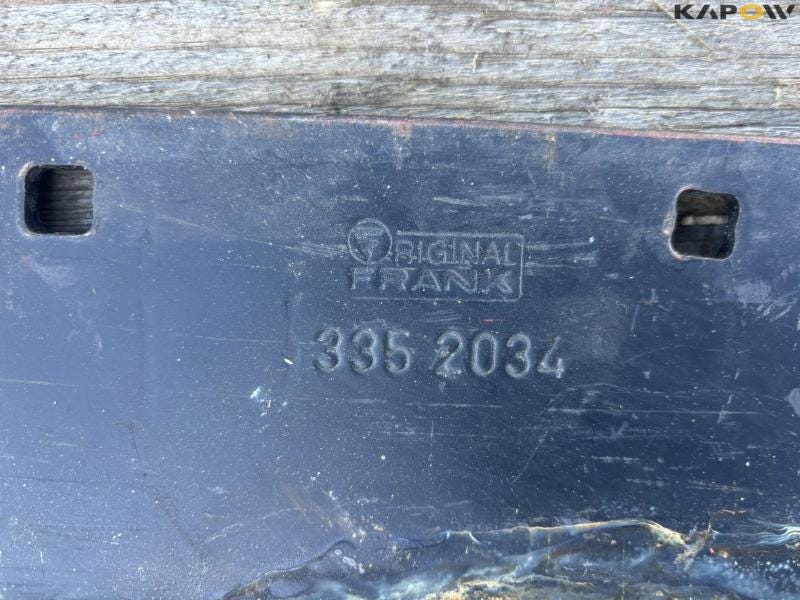 KAPOW
ORIGINAL
FRANK
335 2034